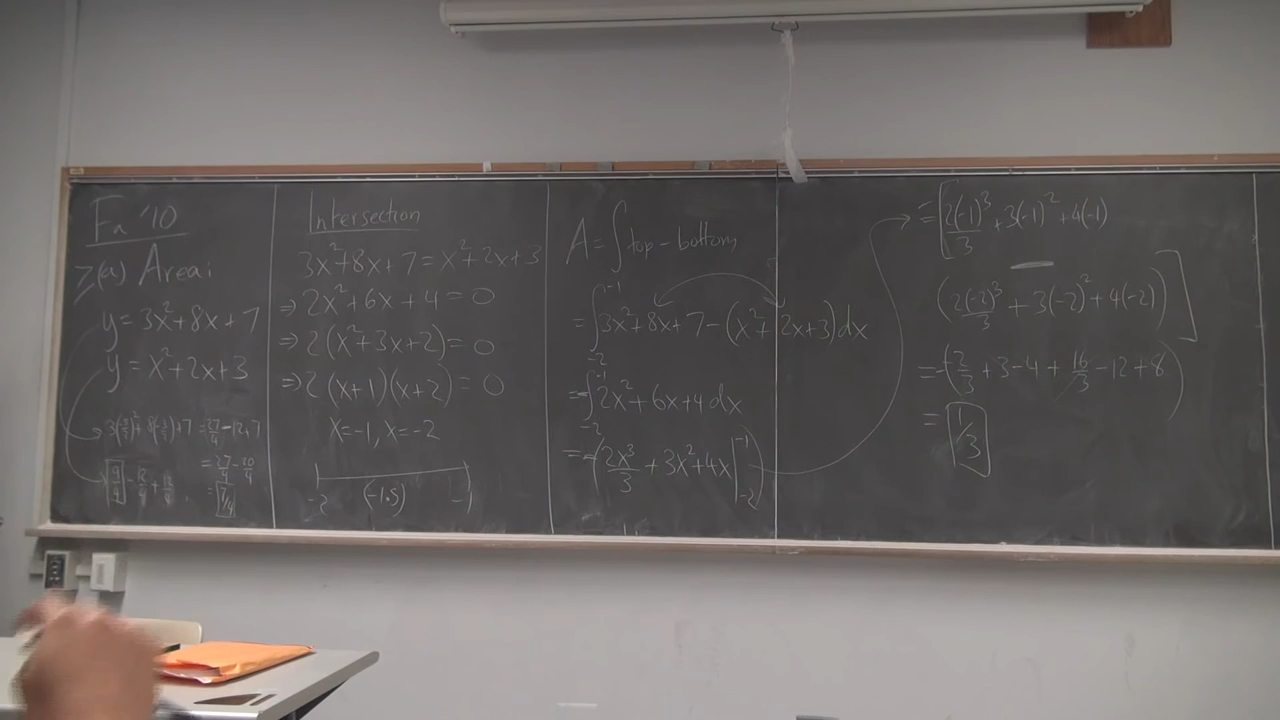 Fa '10
2(a) Area:
y = 3x²+8x+7
y = x²+2x+3
3(-3/2)²+8(-3/2)+7 = 27/4 -12+7
= 27/4 - 20/4
= 7/4
9/4 - 12/4 + 12/4
Intersection
3x²+8x+7 = x²+2x+3
⇒ 2x²+6x+4 = 0
⇒ 2(x²+3x+2) = 0
⇒ 2(x+1)(x+2) = 0
x=-1, x=-2
-2 (-1.5) -1
A = ∫ top - bottom
= ∫_{-2}^{-1} 3x²+8x+7-(x²+2x+3)dx
= ∫_{-2}^{-1} 2x²+6x+4 dx
= -(2x³/3 + 3x²+4x |_{-2}^{-1})
= -[2(-1)³/3 + 3(-1)²+4(-1)
- (2(-2)³/3 + 3(-2)²+4(-2))]
= -(-2/3 + 3-4 + 16/3 -12+8)
= 1/3